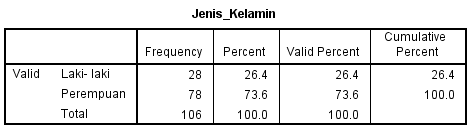 Jenis_Kelamin
Frequency Percent Valid Percent Cumulative Percent
Valid Laki- laki 28 26.4 26.4 26.4
Perempuan 78 73.6 73.6 100.0
Total 106 100.0 100.0